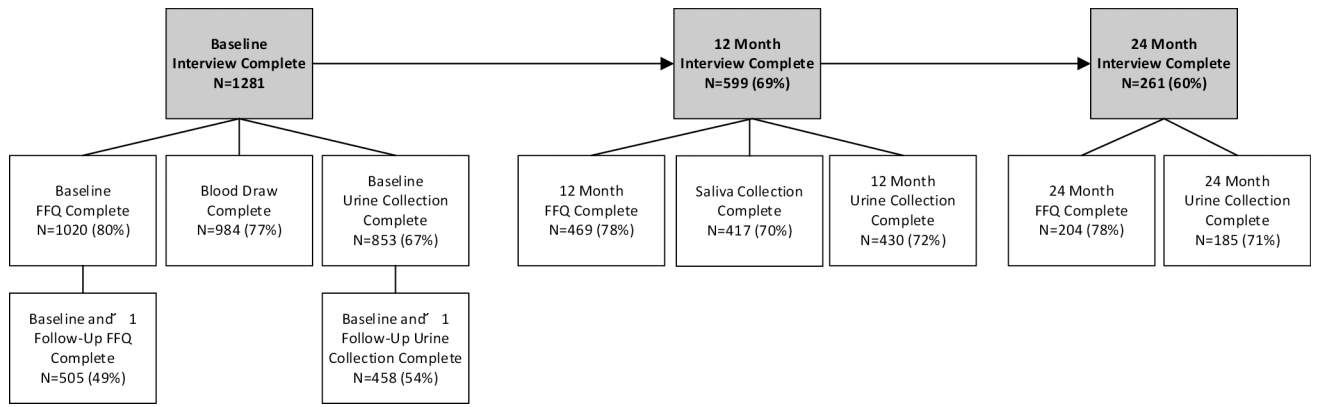 Baseline
Interview Complete
N=1281
12 Month
Interview Complete
N=599 (69%)
24 Month
Interview Complete
N=261 (60%)
Baseline
FFQ Complete
N=1020 (80%)
Blood Draw
Complete
N=984 (77%)
Baseline
Urine Collection
Complete
N=853 (67%)
12 Month
FFQ Complete
N=469 (78%)
Saliva Collection
Complete
N=417 (70%)
12 Month
Urine Collection
Complete
N=430 (72%)
24 Month
FFQ Complete
N=204 (78%)
24 Month
Urine Collection
Complete
N=185 (71%)
Baseline and ˝ 1
Follow-Up FFQ
Complete
N=505 (49%)
Baseline and ˝ 1
Follow-Up Urine
Collection Complete
N=458 (54%)